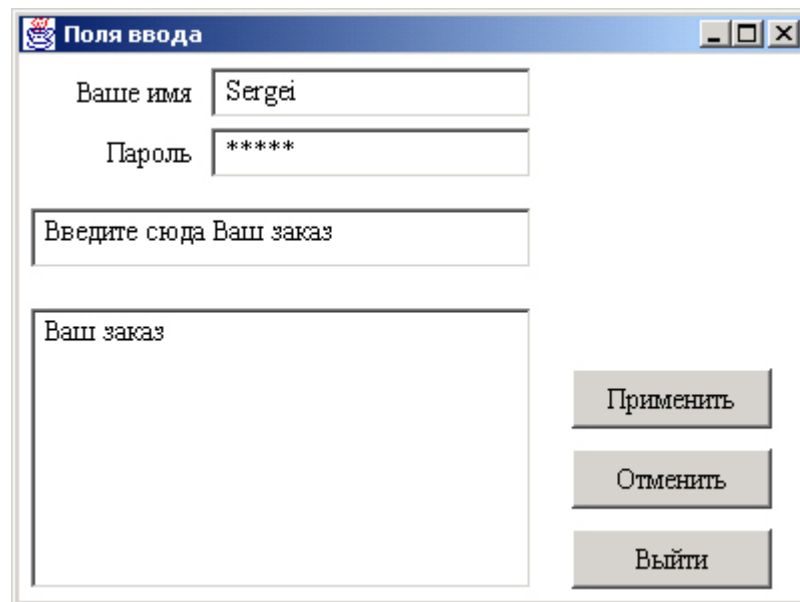 Поля ввода
Ваше имя Sergei
Пароль *****
Введите сюда Ваш заказ
Ваш заказ
Применить
Отменить
Выйти